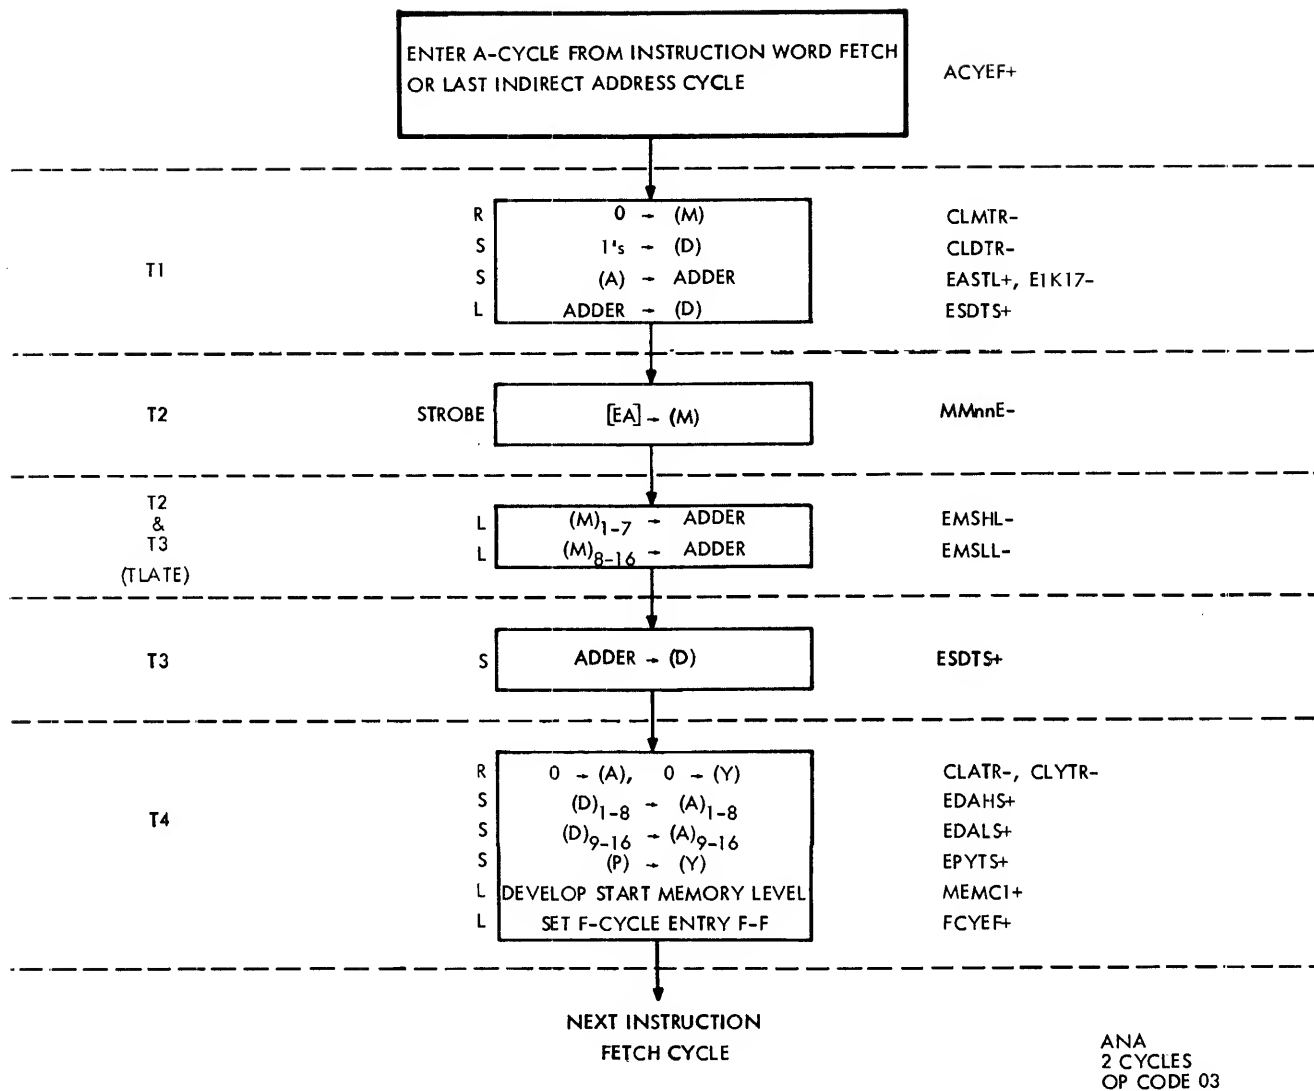 ENTER A-CYCLE FROM INSTRUCTION WORD FETCH
OR LAST INDIRECT ADDRESS CYCLE
ACYEF+
T1
R 0 → (M) CLMTR-
S 1's → (D) CLDTR-
S (A) → ADDER EASTL+, E1K17-
L ADDER → (D) ESDTS+
T2 STROBE [EA] → (M) MMnnE-
T2
&
T3
(TLATE)
L (M)1-7 → ADDER EMSHL-
L (M)8-16 → ADDER EMSLL-
T3 S ADDER → (D) ESDTS+
T4
R 0 → (A), 0 → (Y) CLATR-, CLYTR-
S (D)1-8 → (A)1-8 EDAHS+
S (D)9-16 → (A)9-16 EDALS+
S (P) → (Y) EPYTS+
L DEVELOP START MEMORY LEVEL MEMC1+
L SET F-CYCLE ENTRY F-F FCYEF+
NEXT INSTRUCTION
FETCH CYCLE
ANA
2 CYCLES
OP CODE 03